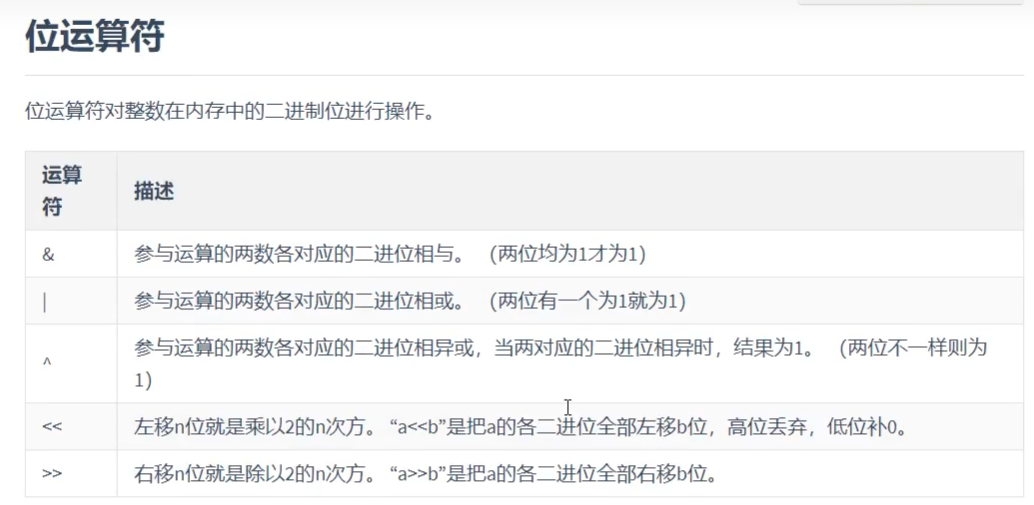 位运算符
位运算符对整数在内存中的二进制位进行操作。
运算
符
描述
& 参与运算的两数各对应的二进位相与。 （两位均为1才为1）
| 参与运算的两数各对应的二进位相或。 （两位有一个为1就为1）
^ 参与运算的两数各对应的二进位相异或，当两对应的二进位相异时，结果为1。 （两位不一样则为
1）
<< 左移n位就是乘以2的n次方。 “a<<b”是把a的各二进位全部左移b位，高位丢弃，低位补0。
>> 右移n位就是除以2的n次方。 “a>>b”是把a的各二进位全部右移b位。